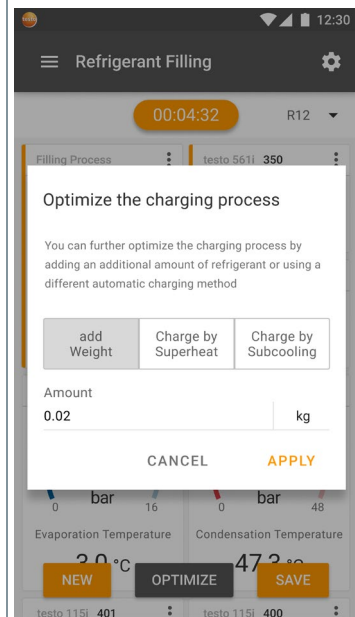 testo
12:30
Refrigerant Filling
00:04:32
R12
Filling Process
testo 561i 350
Optimize the charging process
You can further optimize the charging process by
adding an additional amount of refrigerant or using a
different automatic charging method
add
Weight
Charge by
Superheat
Charge by
Subcooling
Amount
0.02
kg
CANCEL
APPLY
0
bar
16
0
bar
48
Evaporation Temperature
Condensation Temperature
°C
47.3 °C
NEW
OPTIMIZE
SAVE
testo 115i 401
testo 115i 400